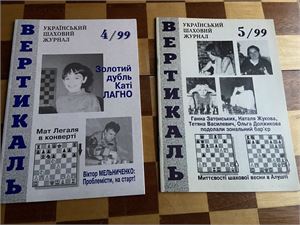 ВЕРТИКАЛЬ
УКРАЇНСЬКИЙ
ШАХОВИЙ
ЖУРНАЛ
4/99
Золотий
дубль
Каті
ЛАГНО
Мат Легаля
в конверті
Віктор МЕЛЬНИЧЕНКО:
Проблемісти, на старт!
ВЕРТИКАЛЬ
УКРАЇНСЬКИЙ
ШАХОВИЙ
ЖУРНАЛ
5/99
Ганна Затонських, Наталя Жукова,
Тетяна Василевич, Ольга Должикова
подолали зональний бар'єр
Миттєвості шахової весни в Алушті